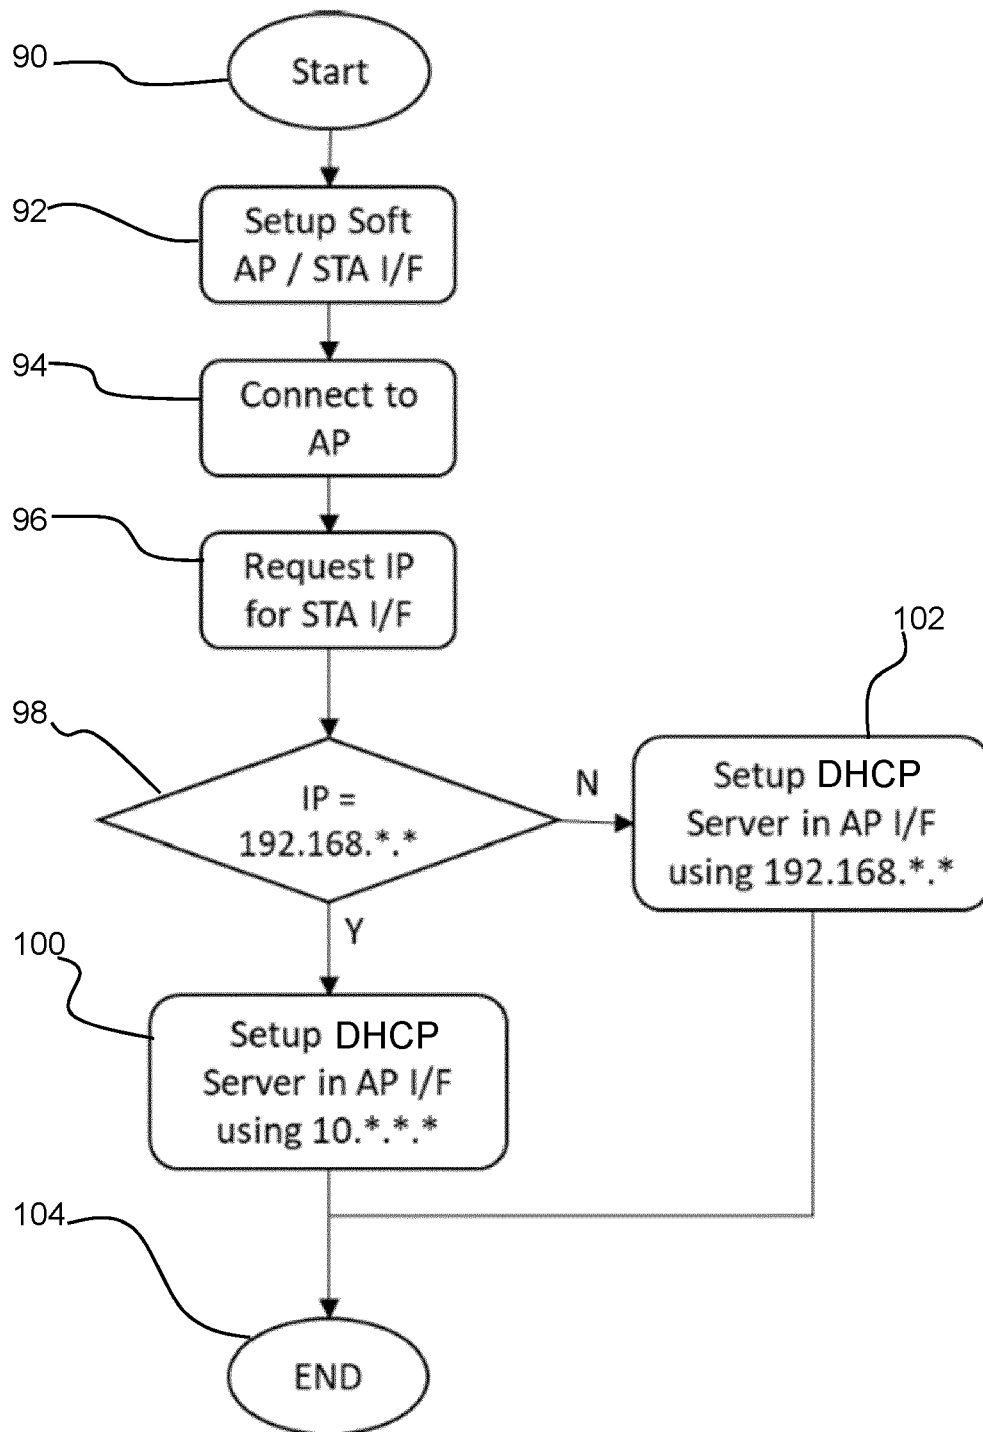 90
Start
92
Setup Soft
AP / STA I/F
94
Connect to
AP
96
Request IP
for STA I/F
98
IP =
192.168.*.*
N
102
Setup DHCP
Server in AP I/F
using 192.168.*.*
Y
100
Setup DHCP
Server in AP I/F
using 10.*.*.*
104
END